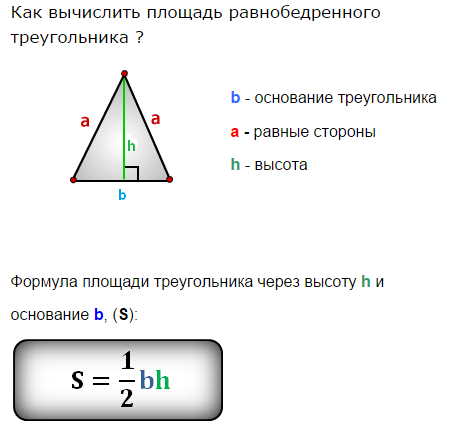 Как вычислить площадь равнобедренного
треугольника ?
b - основание треугольника
a a
a - равные стороны
h
h - высота
b
Формула площади треугольника через высоту h и
основание b, (S):
S = 1/2 bh